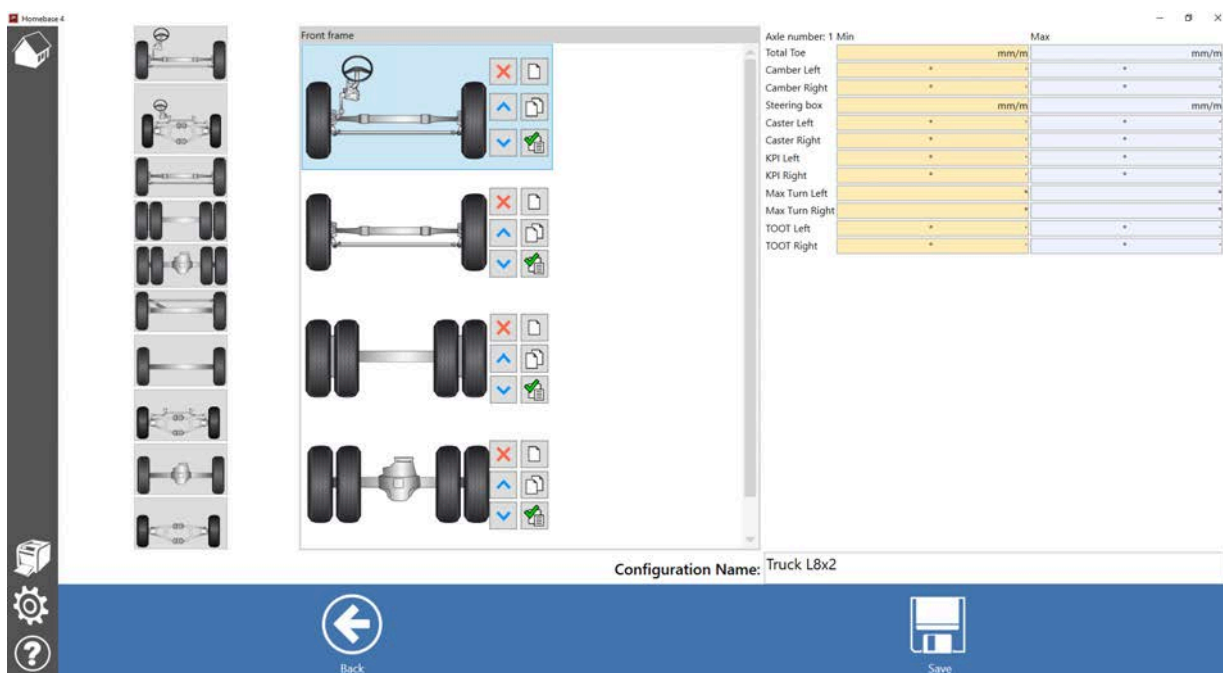 Homebase 4
Front frame
Axle number: 1 Min Max
Total Toe mm/m mm/m
Camber Left ° ' ° '
Camber Right ° ' ° '
Steering box mm/m mm/m
Caster Left ° ' ° '
Caster Right ° ' ° '
KPI Left ° ' ° '
KPI Right ° ' ° '
Max Turn Left ° °
Max Turn Right ° °
TOOT Left ° ' ° '
TOOT Right ° ' ° '
Configuration Name: Truck L8x2
Back
Save